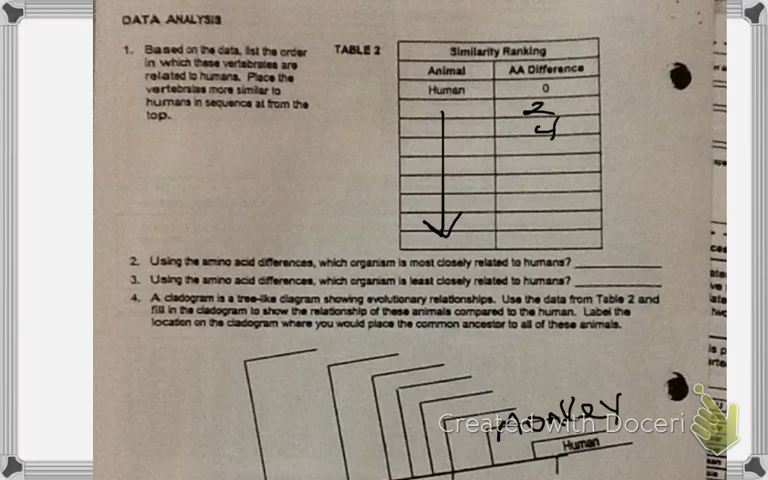 DATA ANALYSIS
1. Based on the data, list the order
in which these vertebrates are
related to humans. Place the
vertebrates more similar to
humans in sequence at from the
top.
TABLE 2
Similarity Ranking
Animal AA Difference
Human 0
2
4
2. Using the amino acid differences, which organism is most closely related to humans?
3. Using the amino acid differences, which organism is least closely related to humans?
4. A cladogram is a tree-like diagram showing evolutionary relationships. Use the data from Table 2 and
fill in the cladogram to show the relationship of these animals compared to the human. Label the
location on the cladogram where you would place the common ancestor to all of these animals.
monkey
Created with Doceri
Human